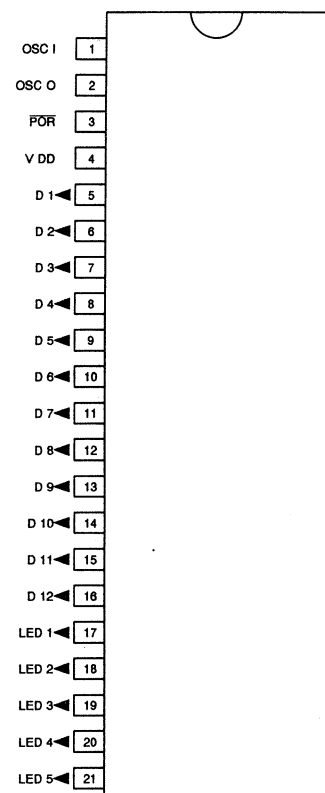 OSC I 1
OSC O 2
P̅O̅R̅ 3
V DD 4
D 1 5
D 2 6
D 3 7
D 4 8
D 5 9
D 6 10
D 7 11
D 8 12
D 9 13
D 10 14
D 11 15
D 12 16
LED 1 17
LED 2 18
LED 3 19
LED 4 20
LED 5 21